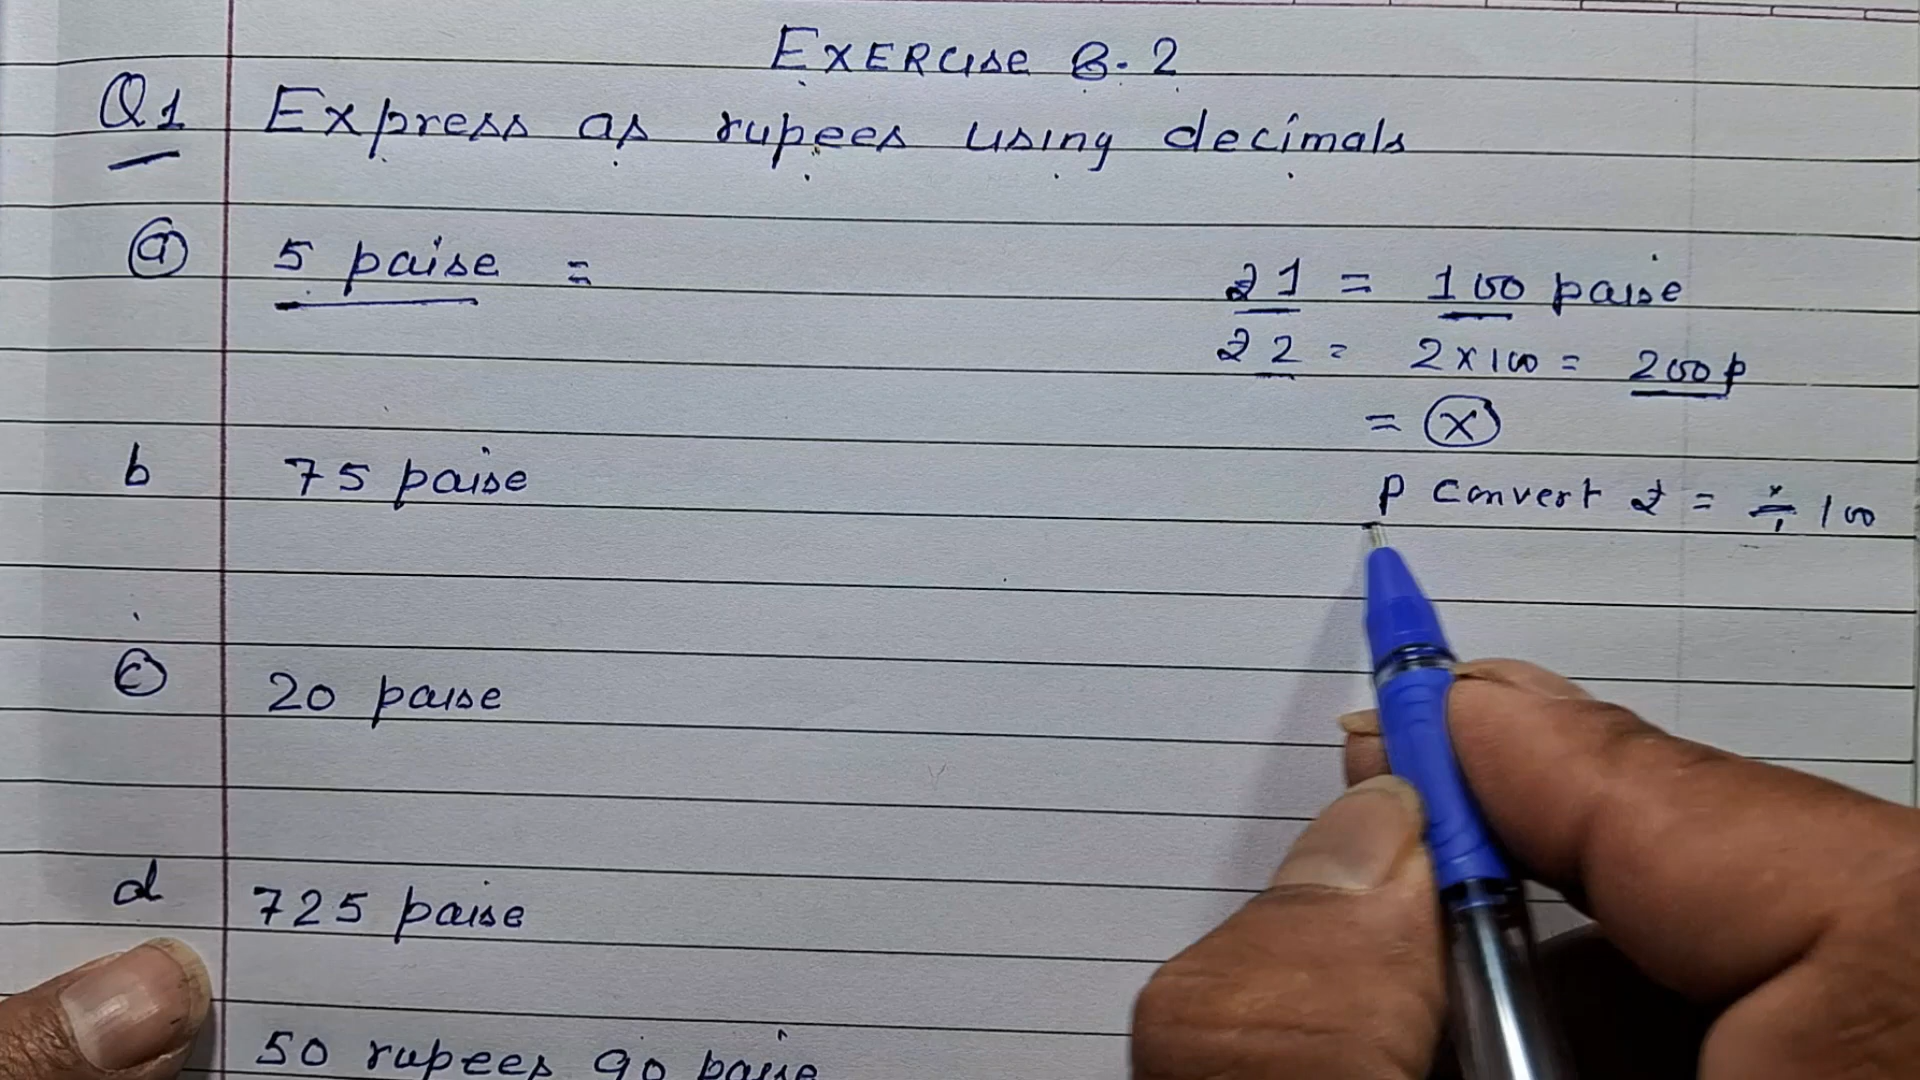 EXERCISE 8.2
Q1 Express as rupees using decimals
a 5 paise =
₹1 = 100 paise
₹2 = 2×100 = 200p
= ×
b 75 paise
P convert ₹ = ÷ 100
c 20 paise
d 725 paise
50 rupees 90 paise